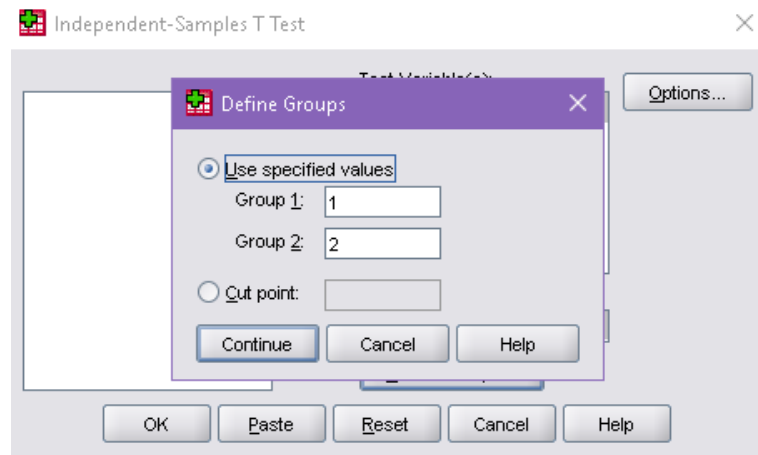 Independent-Samples T Test
Options...
Define Groups
Use specified values
Group 1: 1
Group 2: 2
Cut point:
Continue Cancel Help
OK Paste Reset Cancel Help